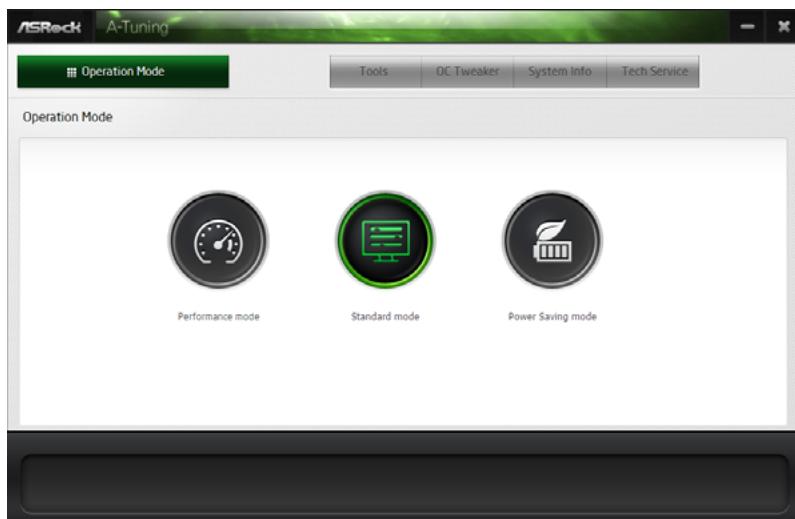 ASRock A-Tuning
Operation Mode Tools OC Tweaker System Info Tech Service
Operation Mode
Performance mode Standard mode Power Saving mode